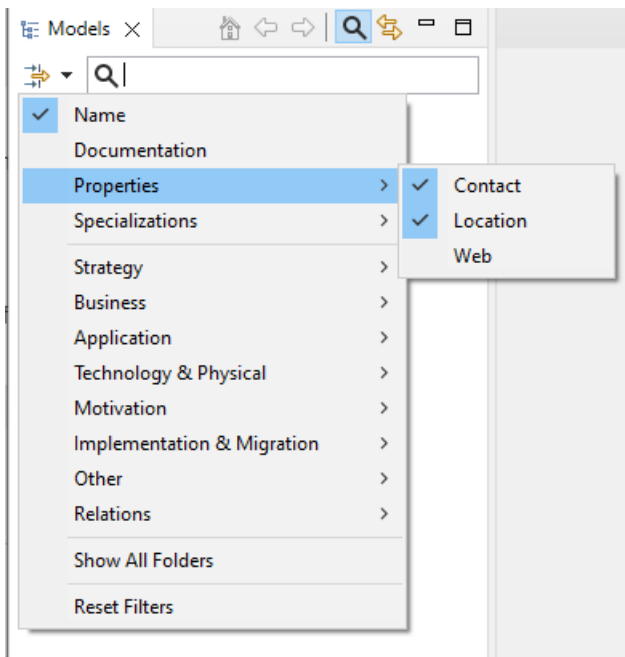 Models
Name
Documentation
Properties
Contact
Specializations
Location
Web
Strategy
Business
Application
Technology & Physical
Motivation
Implementation & Migration
Other
Relations
Show All Folders
Reset Filters